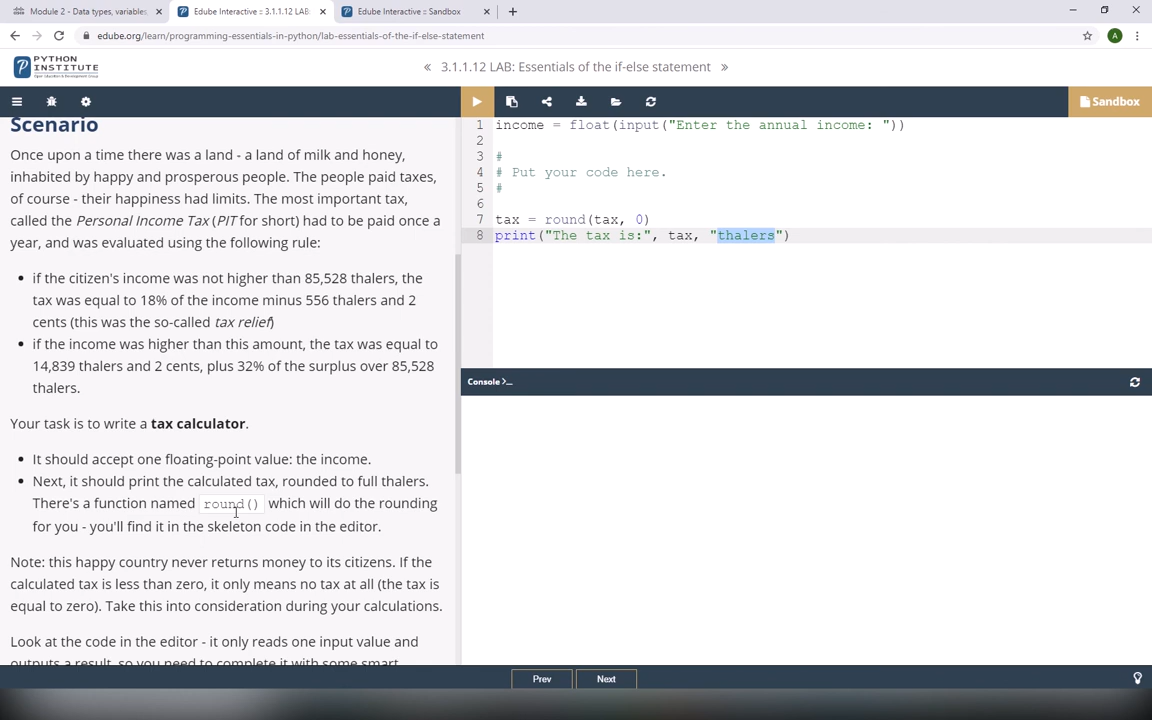 Module 2 - Data types, variables,
Edube Interactive :: 3.1.1.12 LAB:
Edube Interactive :: Sandbox
edube.org/learn/programming-essentials-in-python/lab-essentials-of-the-if-else-statement
A
PYTHON
INSTITUTE
« 3.1.1.12 LAB: Essentials of the if-else statement »
Sandbox
Scenario
Once upon a time there was a land - a land of milk and honey,
inhabited by happy and prosperous people. The people paid taxes,
of course - their happiness had limits. The most important tax,
called the Personal Income Tax (PIT for short) had to be paid once a
year, and was evaluated using the following rule:
• if the citizen's income was not higher than 85,528 thalers, the
tax was equal to 18% of the income minus 556 thalers and 2
cents (this was the so-called tax relief)
• if the income was higher than this amount, the tax was equal to
14,839 thalers and 2 cents, plus 32% of the surplus over 85,528
thalers.
Your task is to write a tax calculator.
• It should accept one floating-point value: the income.
• Next, it should print the calculated tax, rounded to full thalers.
There's a function named round() which will do the rounding
for you - you'll find it in the skeleton code in the editor.
Note: this happy country never returns money to its citizens. If the
calculated tax is less than zero, it only means no tax at all (the tax is
equal to zero). Take this into consideration during your calculations.
Look at the code in the editor - it only reads one input value and
outputs a result, so you need to complete it with some smart
1 income = float(input("Enter the annual income: "))
2
3 #
4 # Put your code here.
5 #
6
7 tax = round(tax, 0)
8 print("The tax is:", tax, "thalers")
Console >_
Prev
Next